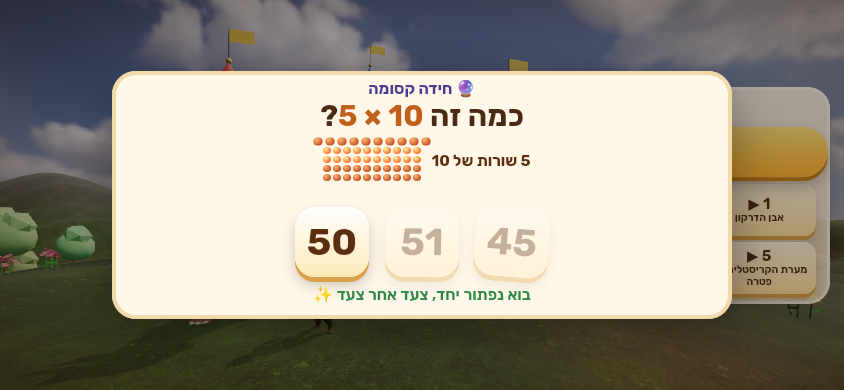 🔮 חידה קסומה
כמה זה 10 × 5?
5 שורות של 10
50
51
45
בוא נפתור יחד, צעד אחר צעד ✨
▶ 1
אבן הדרקון
▶ 5
מערת הקריסטלים
פטרה